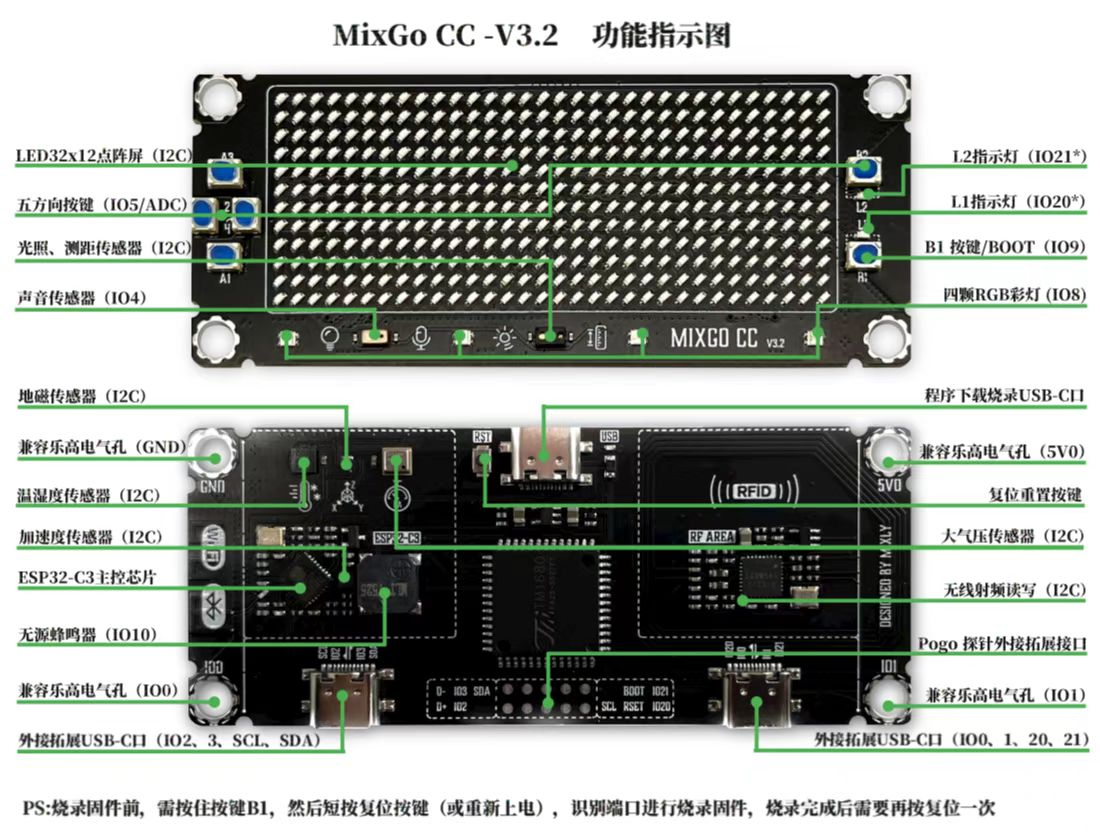 MixGo CC -V3.2 功能指示图
LED32x12点阵屏（I2C）
五方向按键（IO5/ADC）
光照、测距传感器（I2C）
声音传感器（IO4）
L2指示灯（IO21*）
L1指示灯（IO20*）
B1 按键/BOOT（IO9）
四颗RGB彩灯 (IO8)
A3
2
4
A1
L2
MIXGO CC V3.2
地磁传感器（I2C）
兼容乐高电气孔（GND）
温湿度传感器（I2C）
加速度传感器（I2C）
ESP32-C3主控芯片
无源蜂鸣器（IO10）
兼容乐高电气孔（IO0）
外接拓展USB-C口（IO2、3、SCL、SDA）
程序下载烧录USB-C口
兼容乐高电气孔（5V0）
复位重置按键
大气压传感器（I2C）
无线射频读写（I2C）
Pogo 探针外接拓展接口
兼容乐高电气孔（IO1）
外接拓展USB-C口（IO0、1、20、21）
GND
RST
USB
5V0
RFID
RF AREA
ESP32-C3
DESIGNED BY MXLY
IO0
IO1
D- IO3 SDA
D+ IO2
BOOT IO21
SCL RSET IO20
PS:烧录固件前，需按住按键B1，然后短按复位按键（或重新上电），识别端口进行烧录固件，烧录完成后需要再按复位一次